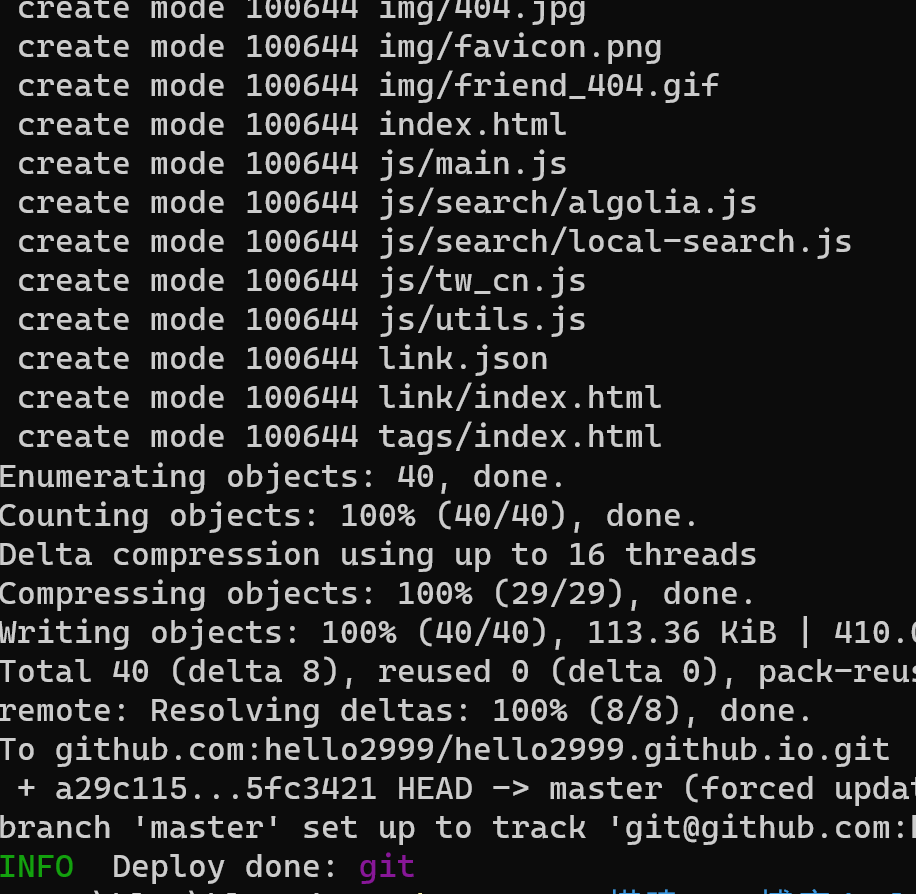 create mode 100644 img/404.jpg
create mode 100644 img/favicon.png
create mode 100644 img/friend_404.gif
create mode 100644 index.html
create mode 100644 js/main.js
create mode 100644 js/search/algolia.js
create mode 100644 js/search/local-search.js
create mode 100644 js/tw_cn.js
create mode 100644 js/utils.js
create mode 100644 link.json
create mode 100644 link/index.html
create mode 100644 tags/index.html
Enumerating objects: 40, done.
Counting objects: 100% (40/40), done.
Delta compression using up to 16 threads
Compressing objects: 100% (29/29), done.
Writing objects: 100% (40/40), 113.36 KiB | 410.
Total 40 (delta 8), reused 0 (delta 0), pack-reus
remote: Resolving deltas: 100% (8/8), done.
To github.com:hello2999/hello2999.github.io.git
+ a29c115...5fc3421 HEAD -> master (forced updat
branch 'master' set up to track 'git@github.com:
INFO Deploy done: git